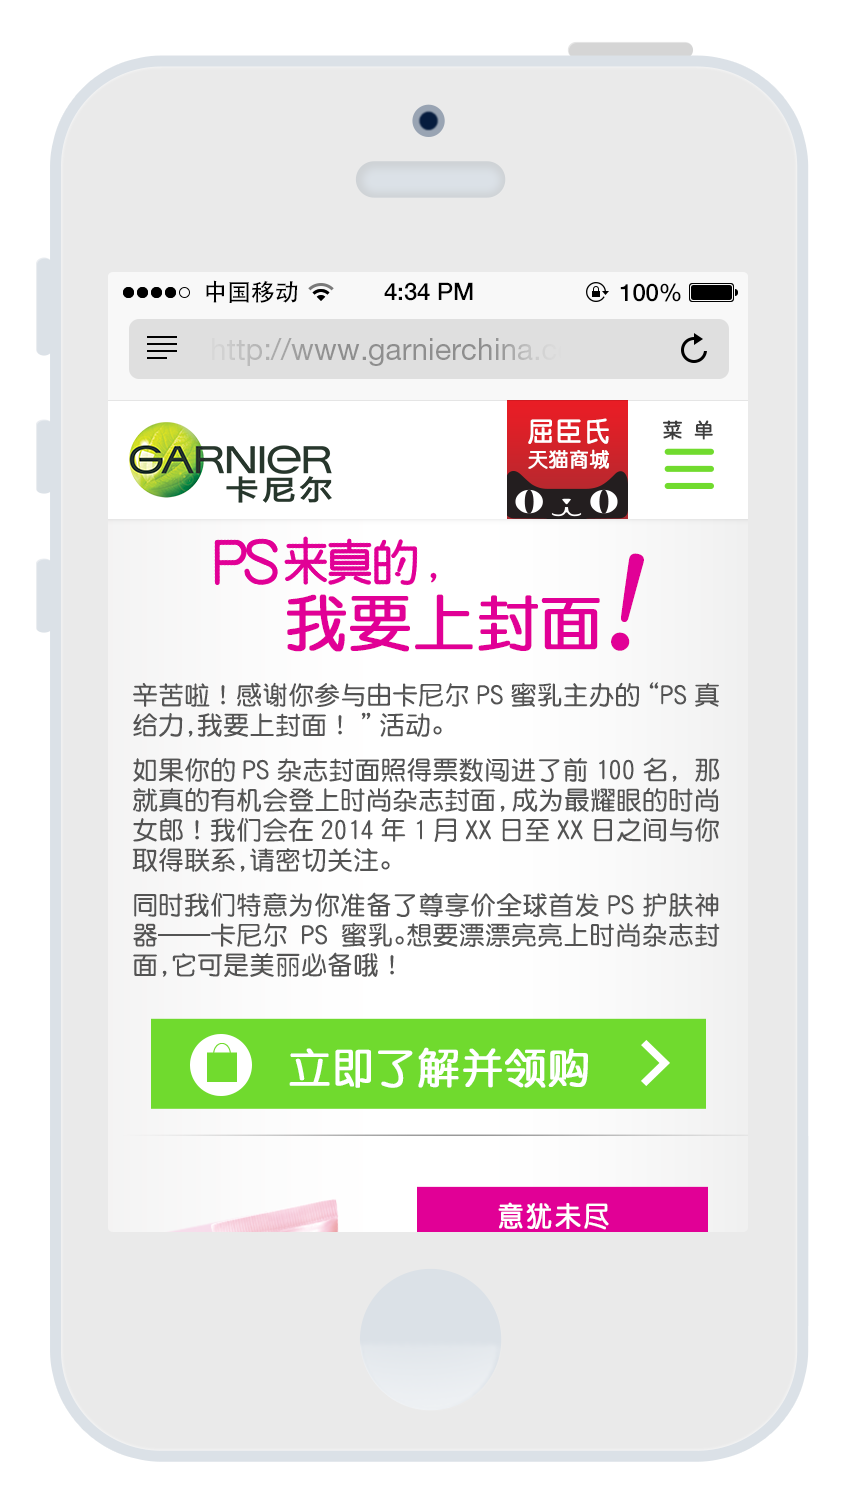 中国移动 4:34 PM 100%
http://www.garnierchina.c
GARNIER
卡尼尔
屈臣氏
天猫商城
菜 单
PS来真的，
我要上封面！
辛苦啦！感谢你参与由卡尼尔 PS 蜜乳主办的 “PS 真
给力，我要上封面！ ” 活动。
如果你的 PS 杂志封面照得票数闯进了前 100 名，那
就真的有机会登上时尚杂志封面，成为最耀眼的时尚
女郎！我们会在 2014 年 1 月 XX 日至 XX 日之间与你
取得联系，请密切关注。
同时我们特意为你准备了尊享价全球首发 PS 护肤神
器——卡尼尔 PS 蜜乳。想要漂漂亮亮上时尚杂志封
面，它可是美丽必备哦！
立即了解并领购
意犹未尽